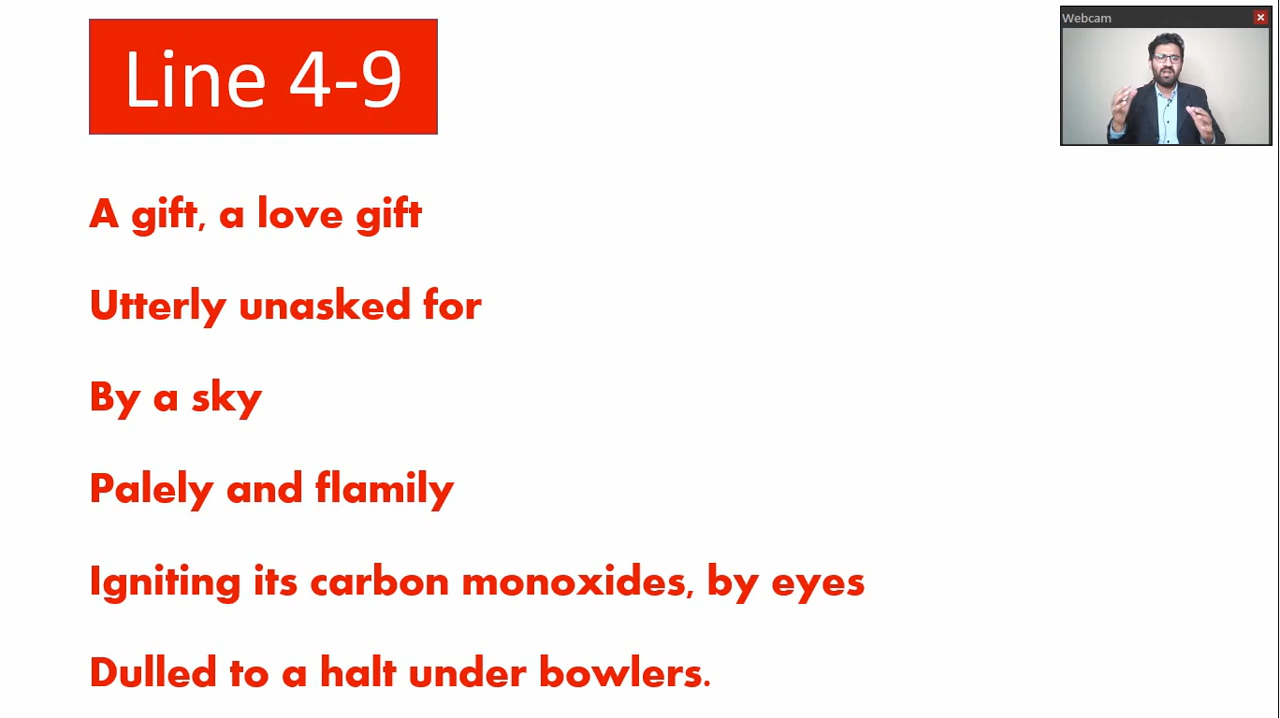 Line 4-9
Webcam
A gift, a love gift
Utterly unasked for
By a sky
Palely and flamily
Igniting its carbon monoxides, by eyes
Dulled to a halt under bowlers.